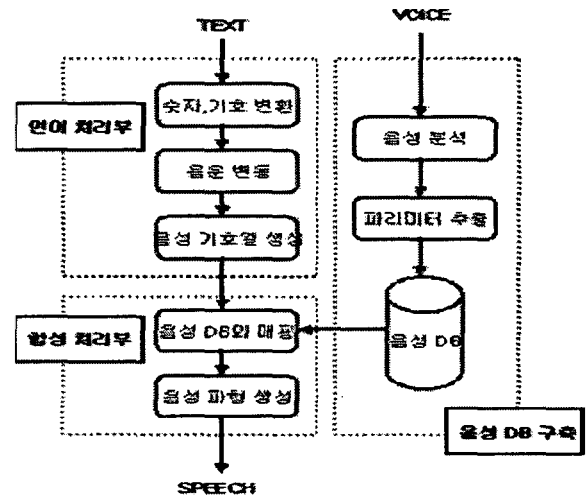 TEXT
숫자,기호 변환
언어 처리부
음운 변동
음성 기호열 생성
합성 처리부
음성 DB와 매핑
음성 파형 생성
SPEECH
VOICE
음성 분석
파라미터 추출
음성 DB
음성 DB 구축